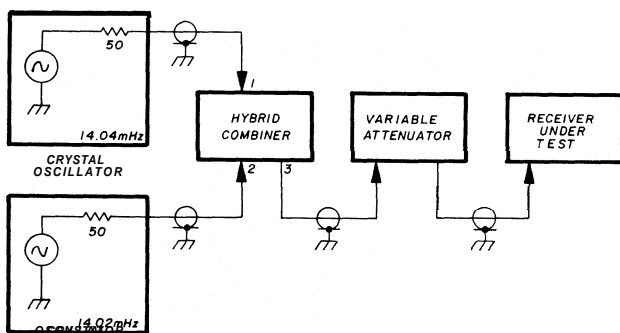 50
14.04mHz
CRYSTAL
OSCILLATOR
1
HYBRID
COMBINER
2
3
VARIABLE
ATTENUATOR
RECEIVER
UNDER
TEST
50
14.02mHz